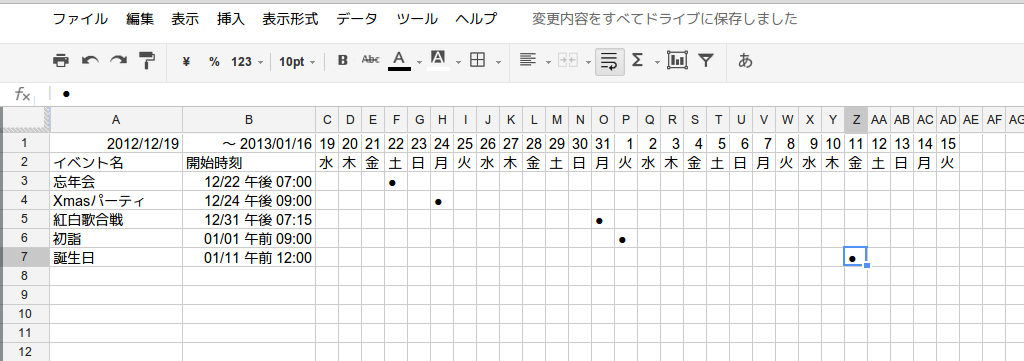 ファイル 編集 表示 挿入 表示形式 データ ツール ヘルプ 変更内容をすべてドライブに保存しました
¥ % 123 10pt B Abc A A Σ あ
fx ●
A B C D E F G H I J K L M N O P Q R S T U V W X Y Z AA AB AC AD AE AF AG
1 2012/12/19 ～ 2013/01/16 19 20 21 22 23 24 25 26 27 28 29 30 31 1 2 3 4 5 6 7 8 9 10 11 12 13 14 15
2 イベント名 開始時刻 水 木 金 土 日 月 火 水 木 金 土 日 月 火 水 木 金 土 日 月 火 水 木 金 土 日 月 火
3 忘年会 12/22 午後 07:00 ●
4 Xmasパーティ 12/24 午後 09:00 ●
5 紅白歌合戦 12/31 午後 07:15 ●
6 初詣 01/01 午前 09:00 ●
7 誕生日 01/11 午前 12:00 ●
8
9
10
11
12